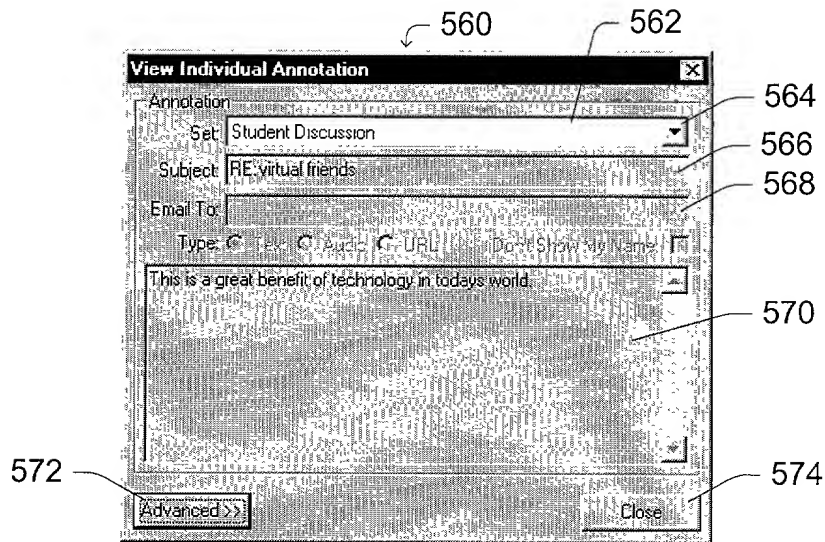 560
562
View Individual Annotation
Annotation
564
Set: Student Discussion
566
Subject: RE: virtual friends
568
Email To:
Type: Text Audio URL Don't Show My Name
This is a great benefit of technology in todays world.
570
572
574
Advanced >> Close